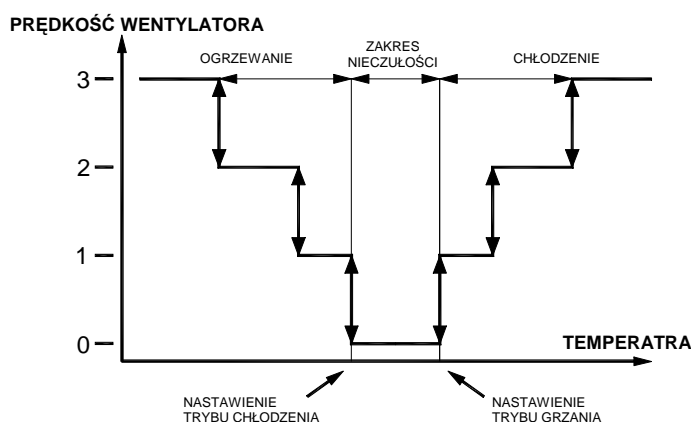 PRĘDKOŚĆ WENTYLATORA
OGRZEWANIE
ZAKRES
NIECZUŁOŚCI
CHŁODZENIE
3
2
1
0
TEMPERATRA
NASTAWIENIE
TRYBU CHŁODZENIA
NASTAWIENIE
TRYBU GRZANIA